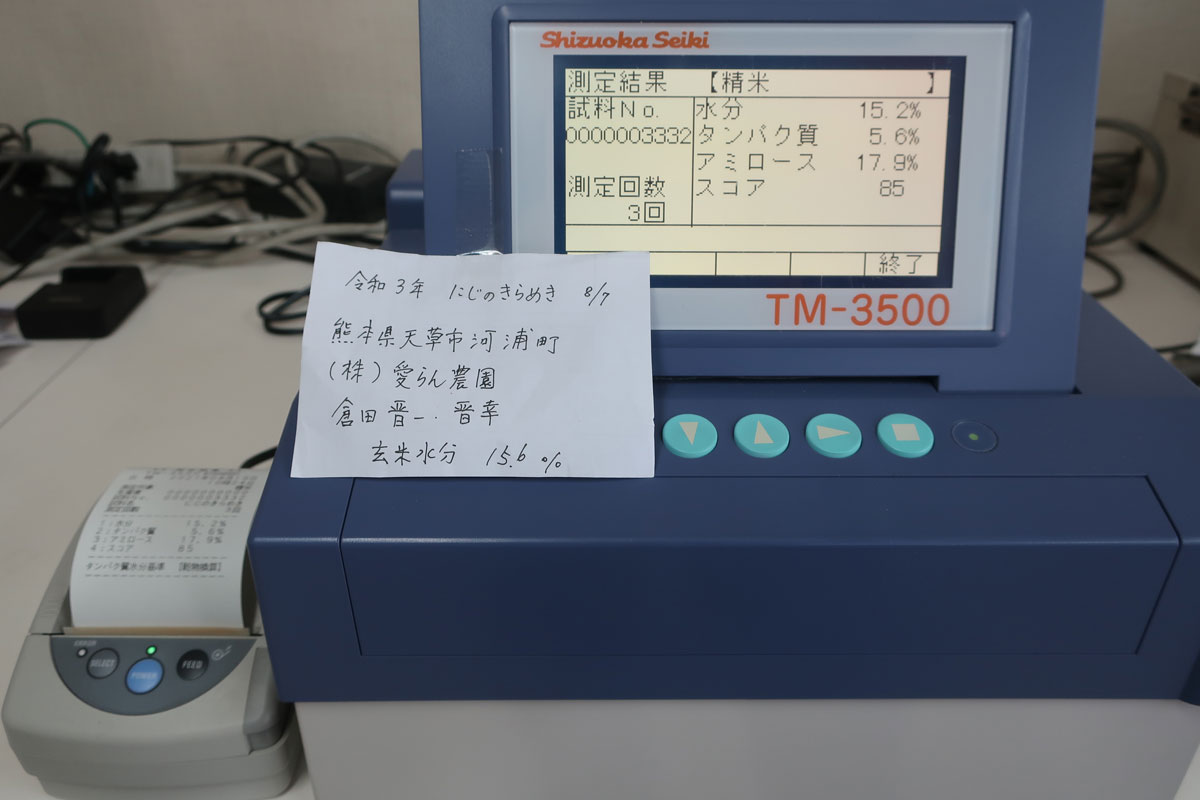 Shizuoka Seiki
測定結果 【精米 】
試料No. 水分 15.2%
0000003332 タンパク質 5.6%
アミロース 17.9%
測定回数 スコア 85
3回
終了
TM-3500
令和3年 にじのきらめき 8/7
熊本県天草市河浦町
(株)愛らん農園
倉田晋一.晋幸
玄米水分 15.6%
測定回数 3回
1:水分 15.2%
2:タンパク質 5.6%
3:アミロース 17.9%
4:スコア 85
タンパク質水分基準 [乾物換算]
ERROR
SELECT
POWER
FEED